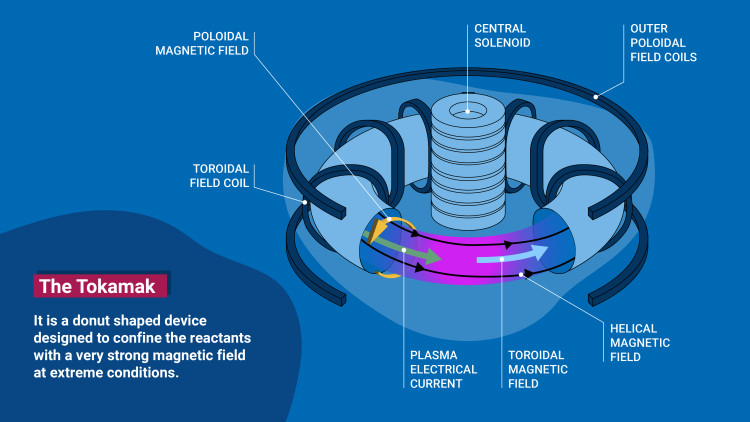 POLOIDAL
MAGNETIC FIELD
CENTRAL
SOLENOID
OUTER
POLOIDAL
FIELD COILS
TOROIDAL
FIELD COIL
The Tokamak
It is a donut shaped device
designed to confine the reactants
with a very strong magnetic field
at extreme conditions.
PLASMA
ELECTRICAL
CURRENT
TOROIDAL
MAGNETIC
FIELD
HELICAL
MAGNETIC
FIELD